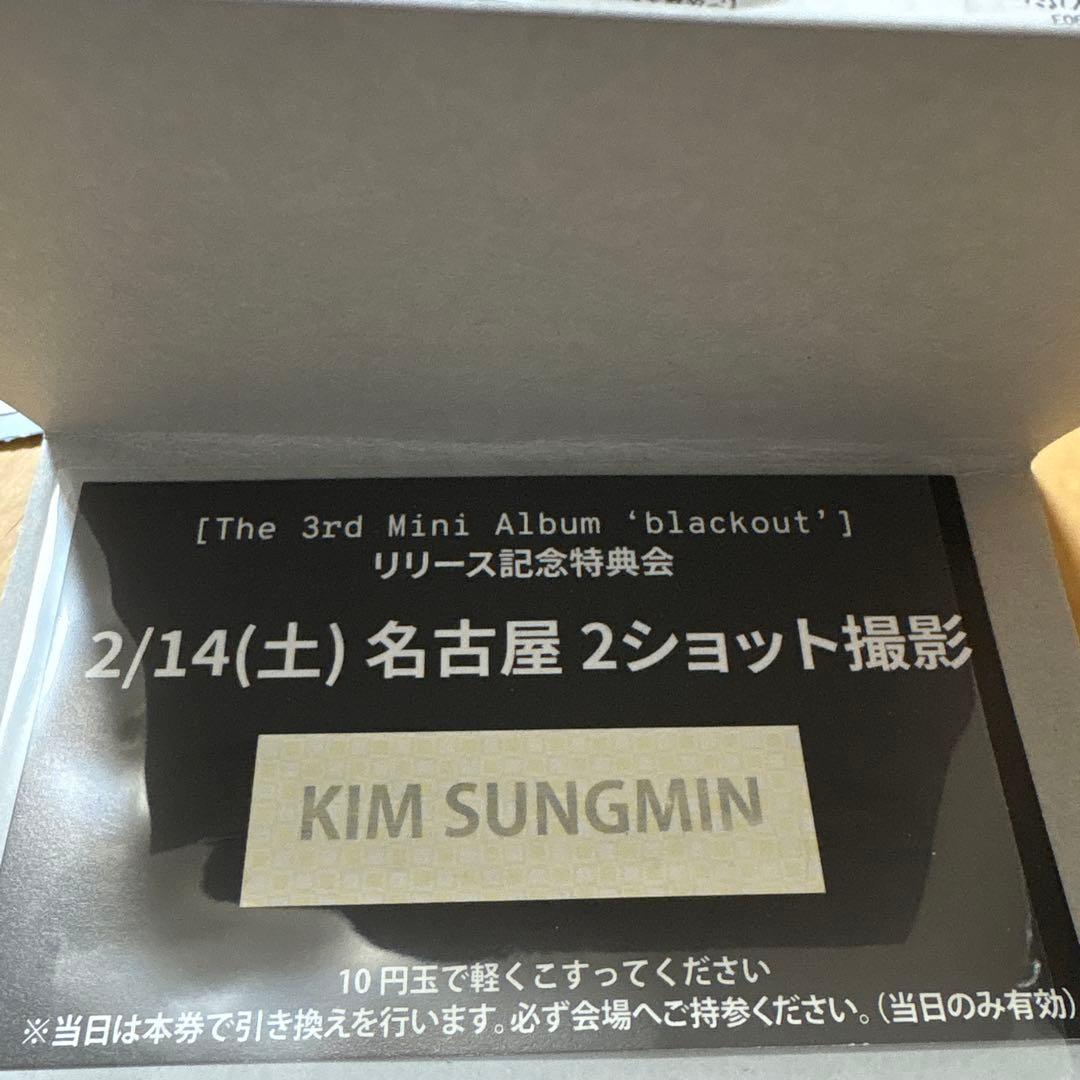 [The 3rd Mini Album ‘blackout’]
リリース記念特典会
2/14(土) 名古屋 2ショット撮影
KIM SUNGMIN
10円玉で軽くこすってください
※当日は本券で引き換えを行います。必ず会場へご持参ください。(当日のみ有効)